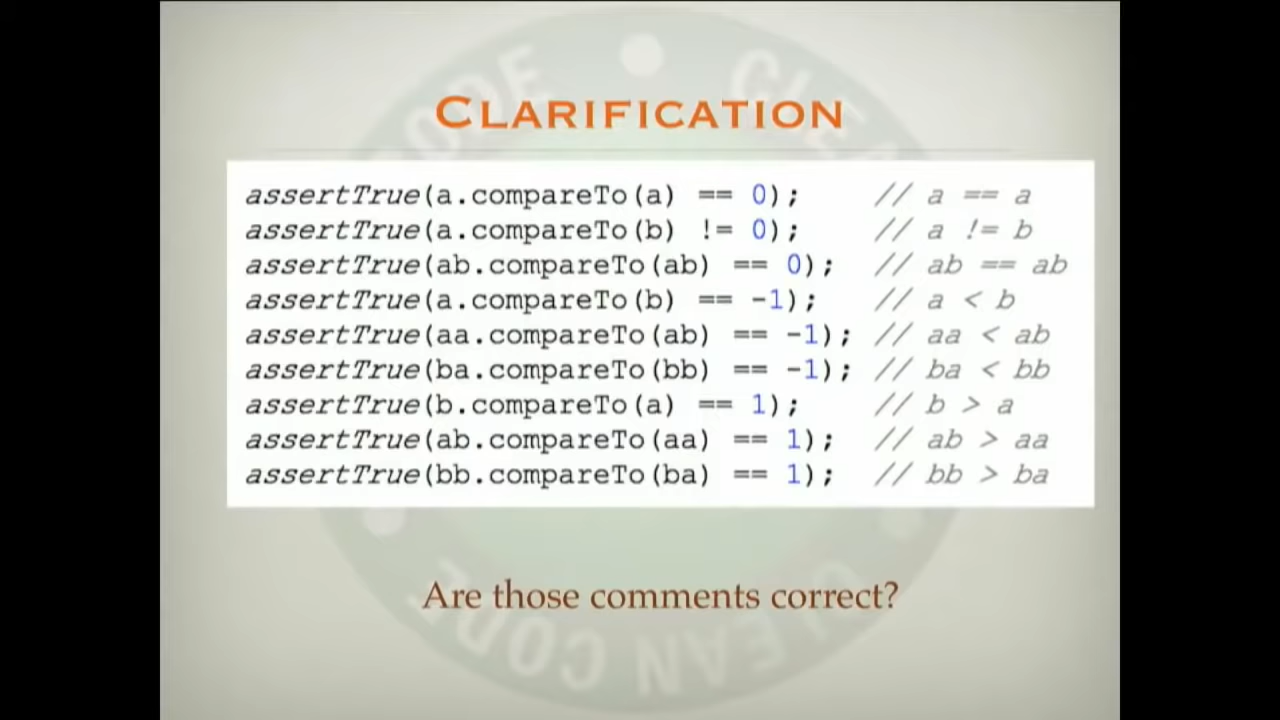 CLARIFICATION
assertTrue(a.compareTo(a) == 0);    // a == a
assertTrue(a.compareTo(b) != 0);    // a != b
assertTrue(ab.compareTo(ab) == 0);  // ab == ab
assertTrue(a.compareTo(b) == -1);   // a < b
assertTrue(aa.compareTo(ab) == -1); // aa < ab
assertTrue(ba.compareTo(bb) == -1); // ba < bb
assertTrue(b.compareTo(a) == 1);    // b > a
assertTrue(ab.compareTo(aa) == 1);  // ab > aa
assertTrue(bb.compareTo(ba) == 1);  // bb > ba
Are those comments correct?